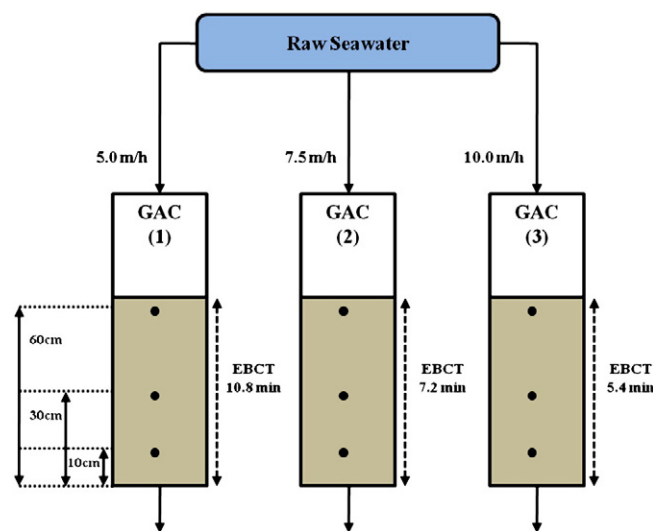 Raw Seawater
5.0 m/h
7.5 m/h
10.0 m/h
GAC
(1)
GAC
(2)
GAC
(3)
60cm
30cm
10cm
EBCT
10.8 min
EBCT
7.2 min
EBCT
5.4 min